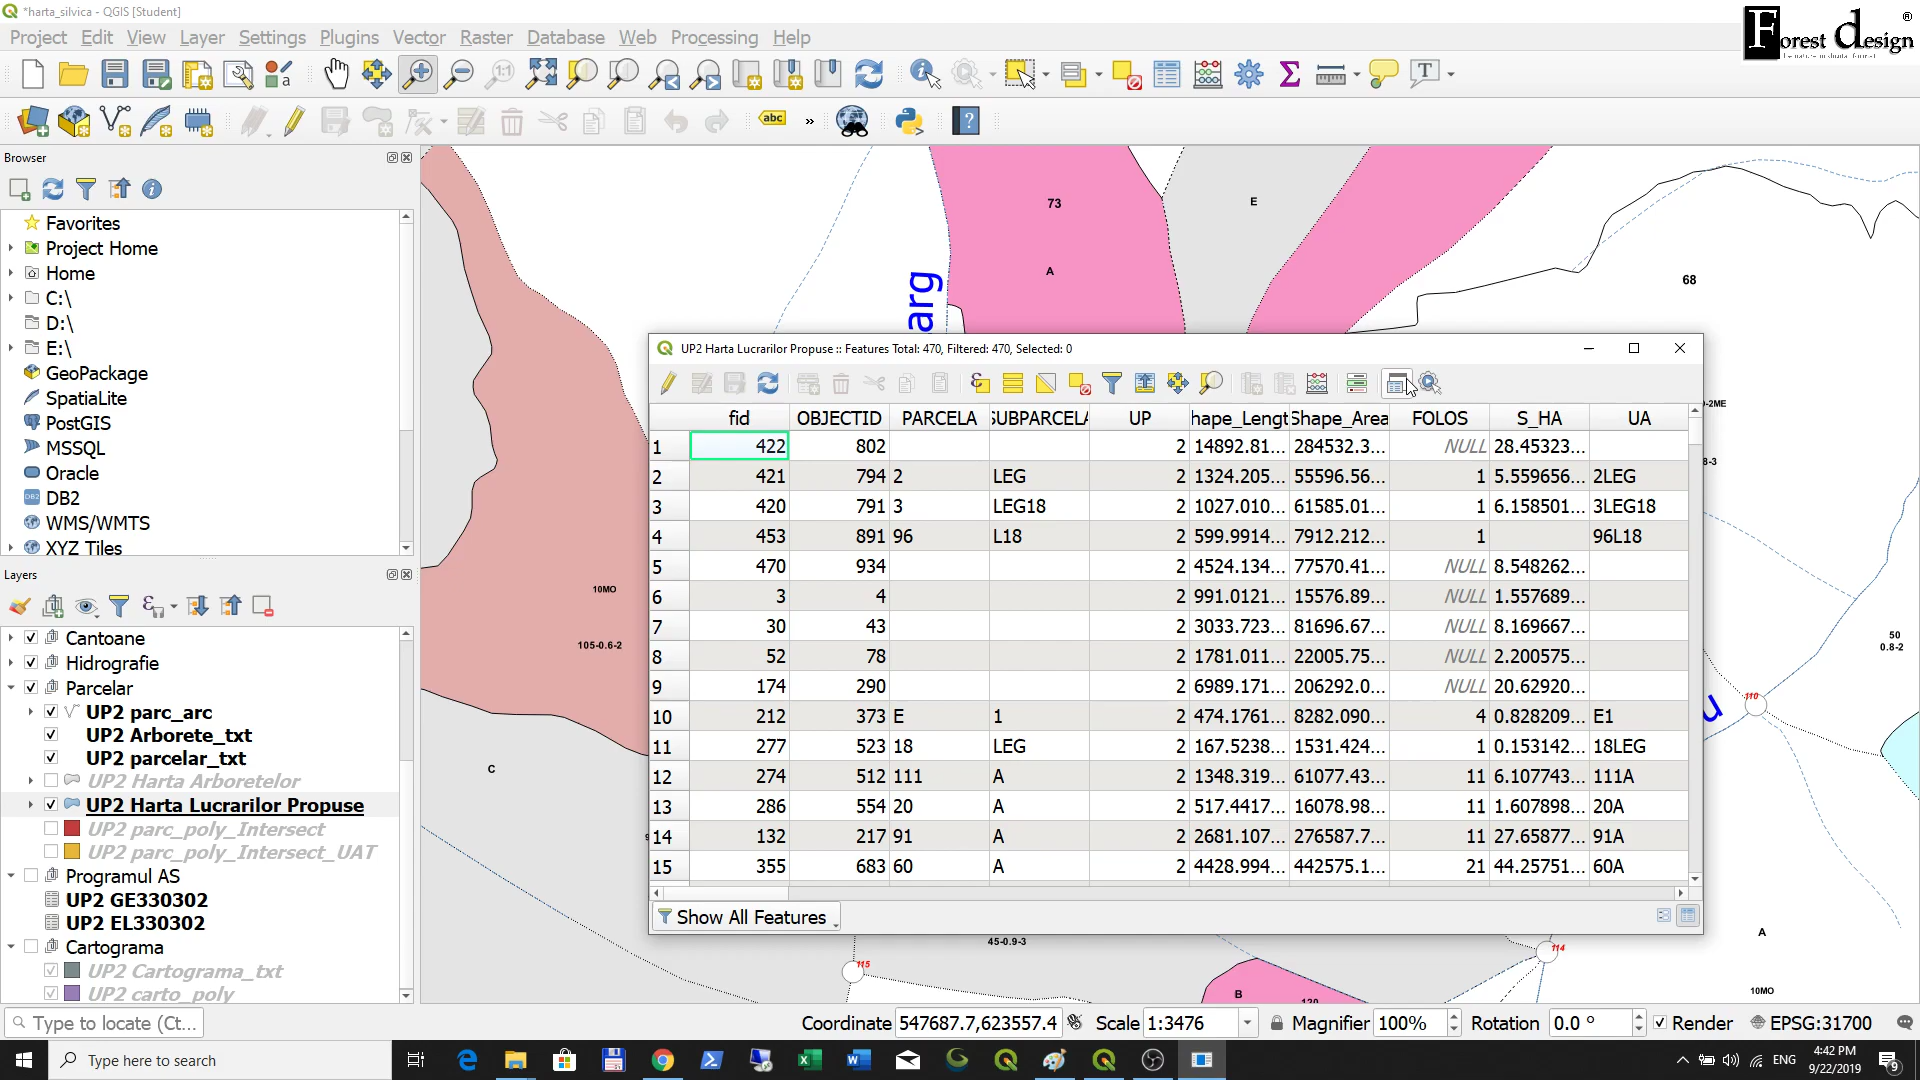 *harta_silvica - QGIS [Student]
Project Edit View Layer Settings Plugins Vector Raster Database Web Processing Help
Forest design ®
abc » T
Browser
Favorites
Project Home
Home
C:\
D:\
E:\
GeoPackage
SpatiaLite
PostGIS
MSSQL
Oracle
DB2
WMS/WMTS
XYZ Tiles
Layers
Cantoane
Hidrografie
Parcelar
UP2 parc_arc
UP2 Arborete_txt
UP2 parcelar_txt
UP2 Harta Arboretelor
UP2 Harta Lucrarilor Propuse
UP2 parc_poly_Intersect
UP2 parc_poly_Intersect_UAT
Programul AS
UP2 GE330302
UP2 EL330302
Cartograma
UP2 Cartograma_txt
UP2 carto_poly
73
E
A
arg
68
10MO
105-0.6-2
C
-2ME
8-3
50
0.8-2
110
u
UP2 Harta Lucrarilor Propuse :: Features Total: 470, Filtered: 470, Selected: 0
fid OBJECTID PARCELA SUBPARCELA UP hape_Lengt Shape_Area FOLOS S_HA UA
1 422 802 2 14892.81... 284532.3... NULL 28.45323...
2 421 794 2 LEG 2 1324.205... 55596.56... 1 5.559656... 2LEG
3 420 791 3 LEG18 2 1027.010... 61585.01... 1 6.158501... 3LEG18
4 453 891 96 L18 2 599.9914... 7912.212... 1 96L18
5 470 934 2 4524.134... 77570.41... NULL 8.548262...
6 3 4 2 991.0121... 15576.89... NULL 1.557689...
7 30 43 2 3033.723... 81696.67... NULL 8.169667...
8 52 78 2 1781.011... 22005.75... NULL 2.200575...
9 174 290 2 6989.171... 206292.0... NULL 20.62920...
10 212 373 E 1 2 474.1761... 8282.090... 4 0.828209... E1
11 277 523 18 LEG 2 167.5238... 1531.424... 1 0.153142... 18LEG
12 274 512 111 A 2 1348.319... 61077.43... 11 6.107743... 111A
13 286 554 20 A 2 517.4417... 16078.98... 11 1.607898... 20A
14 132 217 91 A 2 2681.107... 276587.7... 11 27.65877... 91A
15 355 683 60 A 2 4428.994... 442575.1... 21 44.25751... 60A
Show All Features
45-0.9-3
115
B
120
114
A
10MO
Type to locate (Ct... Coordinate 547687.7,623557.4 Scale 1:3476 Magnifier 100% Rotation 0.0 ° Render EPSG:31700
Type here to search ENG 4:42 PM
9/22/2019 9